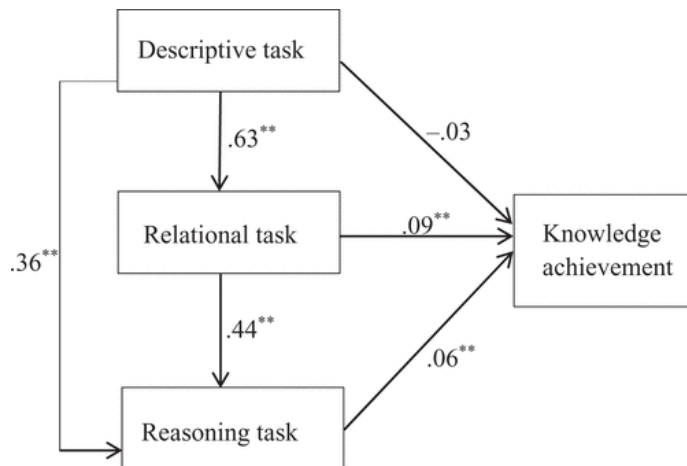 Descriptive task
.63**
–.03
Relational task
.09**
Knowledge
achievement
.36**
.44**
.06**
Reasoning task